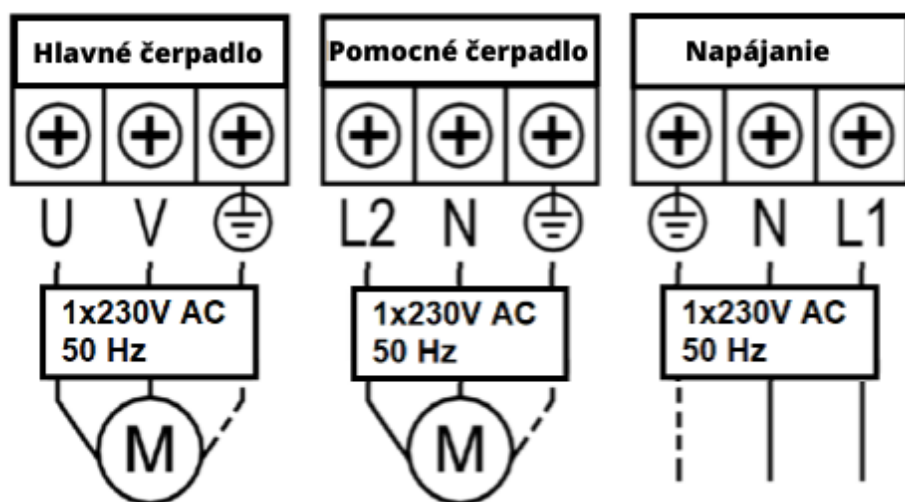 Hlavné čerpadlo
Pomocné čerpadlo
Napájanie
U V
L2 N
N L1
1x230V AC
50 Hz
1x230V AC
50 Hz
1x230V AC
50 Hz
M
M